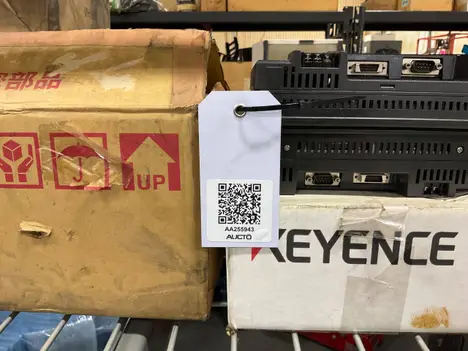 部品
UP
AA255943
AUCTO
KEYENCE